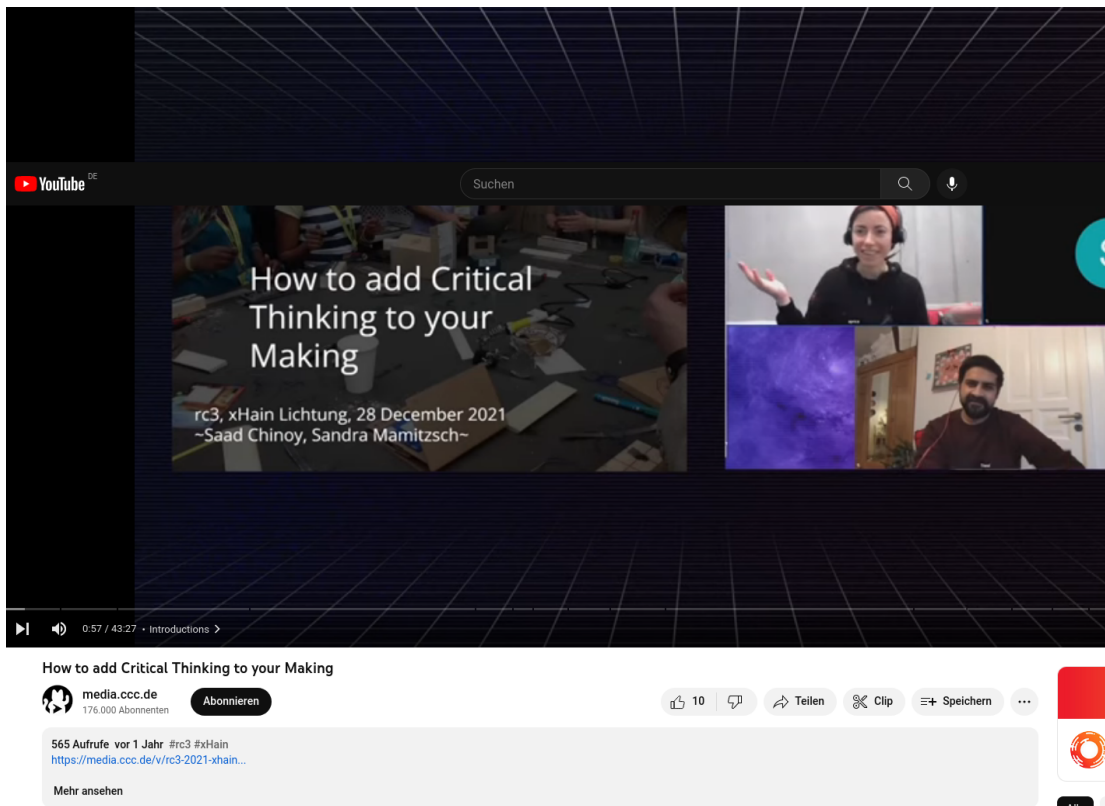 YouTube DE
Suchen
How to add Critical
Thinking to your
Making
rc3, xHain Lichtung, 28 December 2021
~Saad Chinoy, Sandra Mamitzsch~
0:57 / 43:27 • Introductions
How to add Critical Thinking to your Making
media.ccc.de
176.000 Abonnenten
Abonnieren
10
Teilen
Clip
Speichern
565 Aufrufe vor 1 Jahr #rc3 #xHain
https://media.ccc.de/v/rc3-2021-xhain...
Mehr ansehen